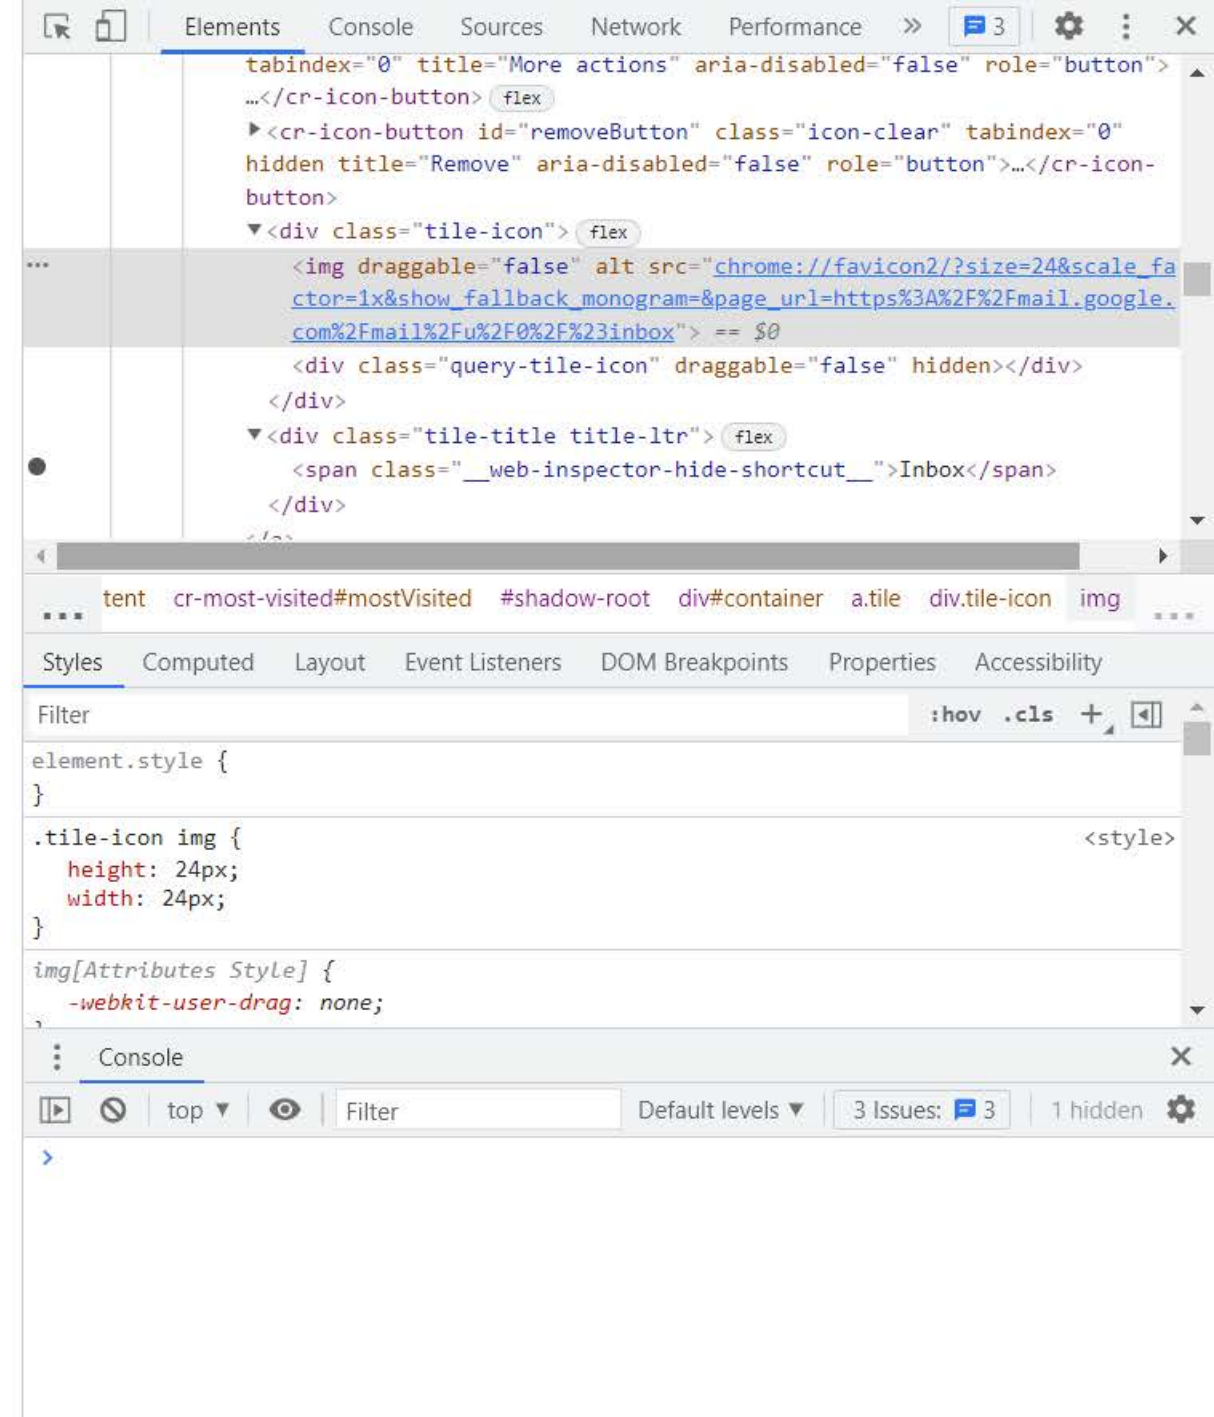 Elements Console Sources Network Performance » 3
tabindex="0" title="More actions" aria-disabled="false" role="button">
…</cr-icon-button> flex
<cr-icon-button id="removeButton" class="icon-clear" tabindex="0"
hidden title="Remove" aria-disabled="false" role="button">…</cr-icon-
button>
<div class="tile-icon"> flex
<img draggable="false" alt src="chrome://favicon2/?size=24&scale_fa
ctor=1x&show_fallback_monogram=&page_url=https%3A%2F%2Fmail.google.
com%2Fmail%2Fu%2F0%2F%23inbox"> == $0
<div class="query-tile-icon" draggable="false" hidden></div>
</div>
<div class="tile-title title-ltr"> flex
<span class="__web-inspector-hide-shortcut__">Inbox</span>
</div>
</a>
... tent cr-most-visited#mostVisited #shadow-root div#container a.tile div.tile-icon img ...
Styles Computed Layout Event Listeners DOM Breakpoints Properties Accessibility
Filter :hov .cls +
element.style {
}
.tile-icon img { <style>
height: 24px;
width: 24px;
}
img[Attributes Style] {
-webkit-user-drag: none;
}
Console
top Filter Default levels 3 Issues: 3 1 hidden